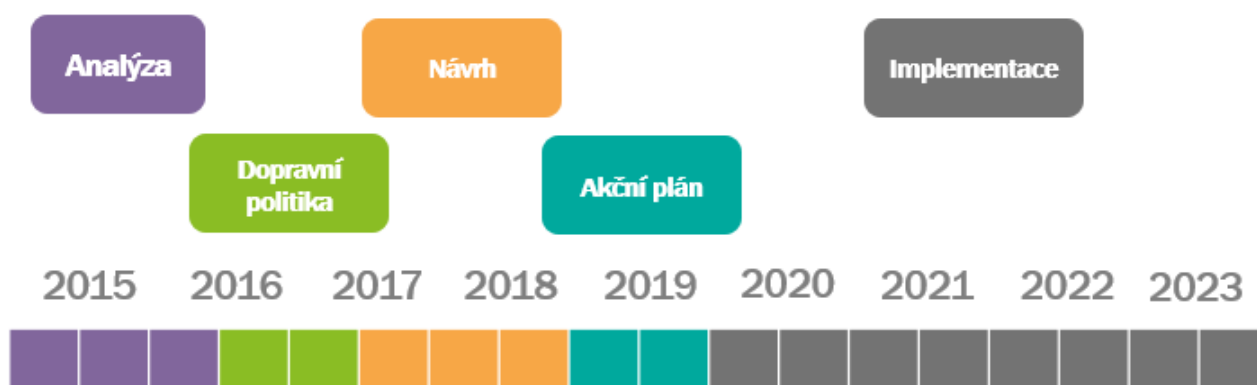 Analýza
Návrh
Implementace
Dopravní
politika
Akční plán
2015 2016 2017 2018 2019 2020 2021 2022 2023